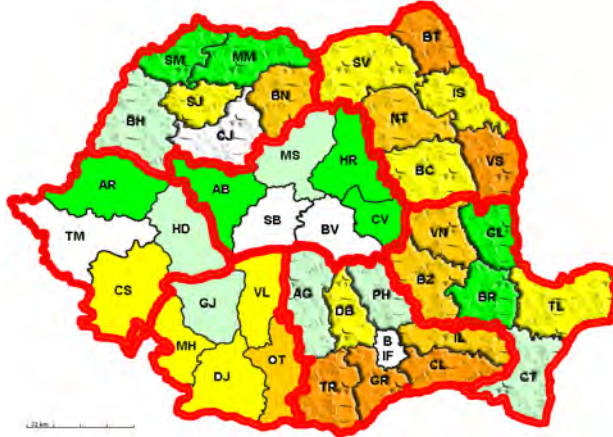 BT
SM MM
SV
SJ BN
IS
BH
CJ
NT
MS HR
VS
BC
AR
AB
TM
HD
SB BV CV
VN GL
CS
BZ
GJ VL AG PH
BR
DB
TL
MH
B
IF
IL
DJ OT
TR GR CL
CT